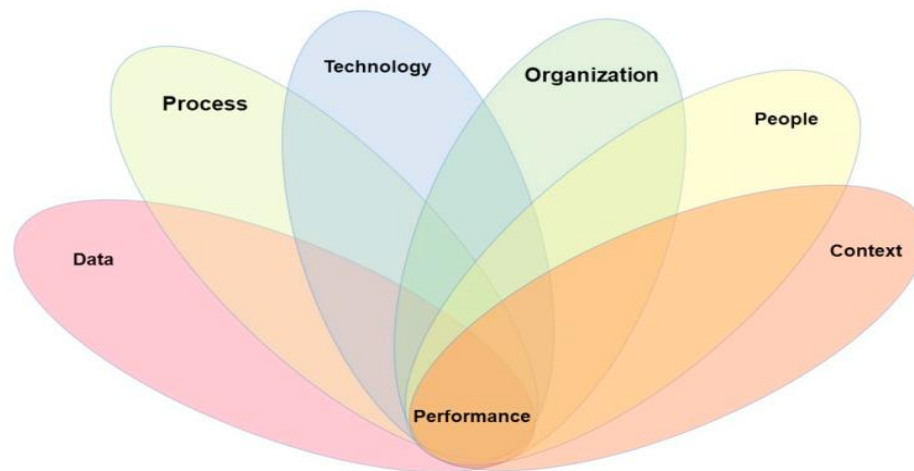 Technology
Organization
Process
People
Data
Context
Performance